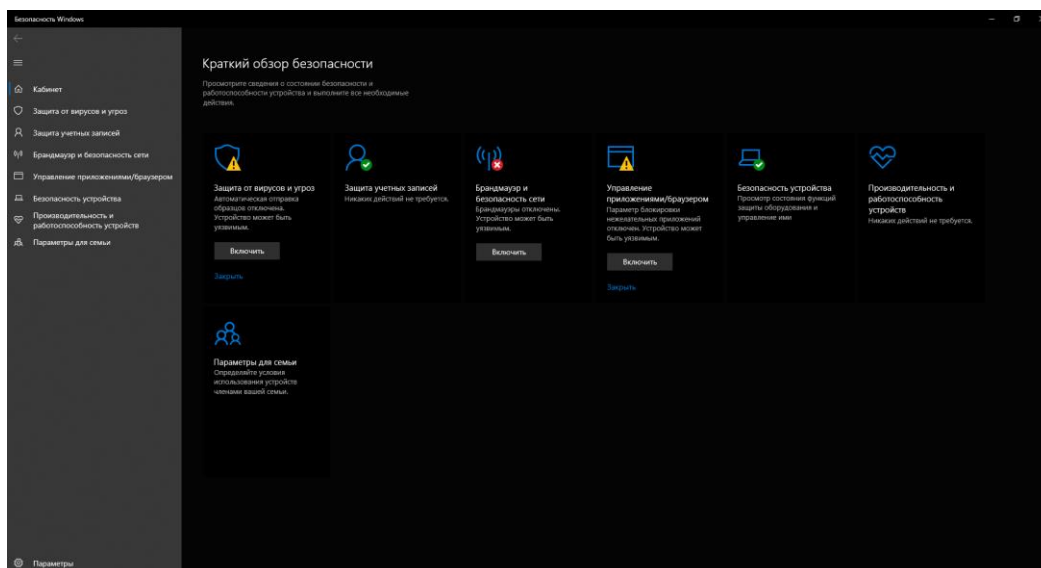 Безопасность Windows
Кабинет
Защита от вирусов и угроз
Защита учетных записей
Брандмауэр и безопасность сети
Управление приложениями/браузером
Безопасность устройства
Производительность и
работоспособность устройств
Параметры для семьи
Параметры
Краткий обзор безопасности
Просмотрите сведения о состоянии безопасности и
работоспособности устройства и выполните все необходимые
действия.
Защита от вирусов и угроз
Автоматическая отправка
образцов отключена.
Устройство может быть
уязвимым.
Включить
Закрыть
Защита учетных записей
Никаких действий не требуется.
Брандмауэр и
безопасность сети
Брандмауэры отключены.
Устройство может быть
уязвимым.
Включить
Управление
приложениями/браузером
Параметр блокировки
нежелательных приложений
отключен. Устройство может
быть уязвимым.
Включить
Закрыть
Безопасность устройства
Просмотр состояния функций
защиты оборудования и
управление ими
Производительность и
работоспособность
устройств
Никаких действий не требуется.
Параметры для семьи
Определяйте условия
использования устройств
членами вашей семьи.